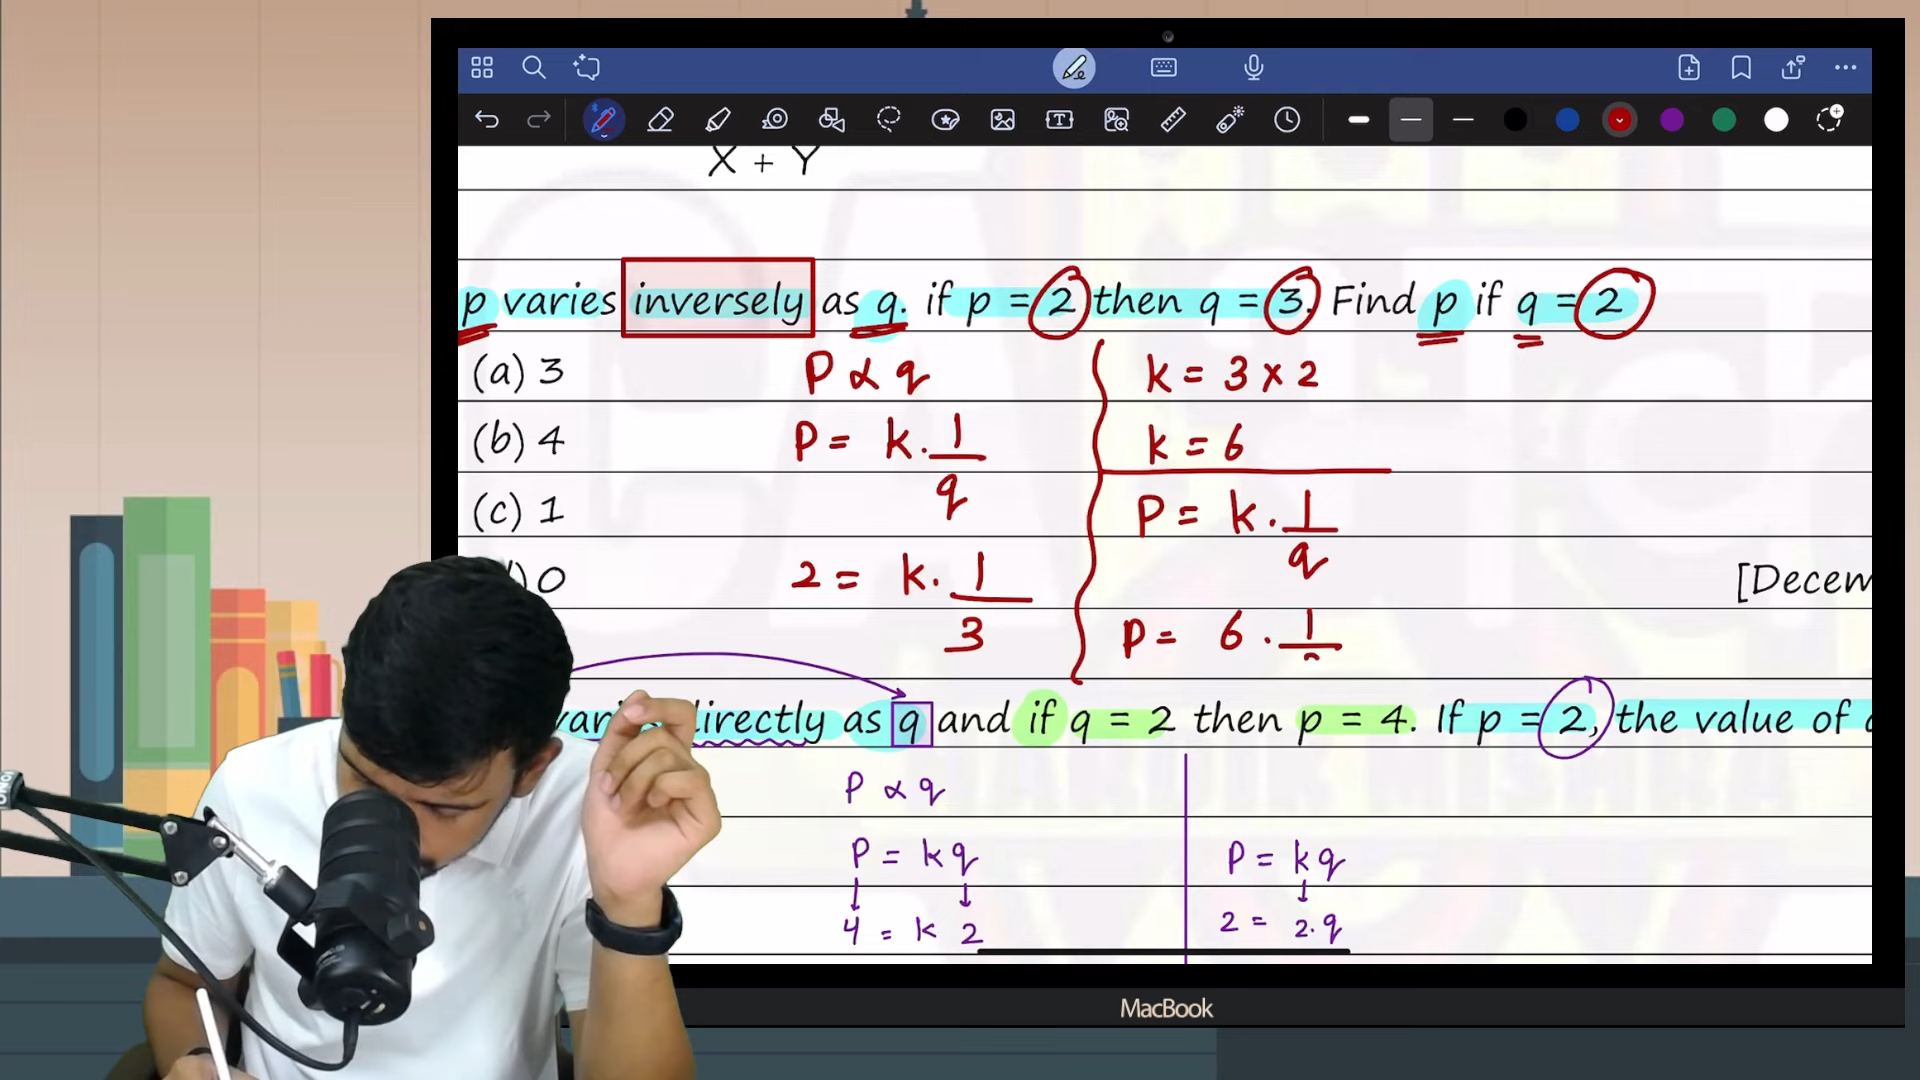 X + Y
p varies inversely as q. if p = 2 then q = 3. Find p if q = 2
(a) 3
(b) 4
(c) 1
) 0
P ∝ q
P = k. 1/q
2 = k. 1/3
k = 3 x 2
k = 6
P = k . 1/q
P = 6 . 1/
[Decem
directly as q and if q = 2 then p = 4. If p = 2, the value of
P ∝ q
P = kq
4 = k 2
P = kq
2 = 2.q
MacBook